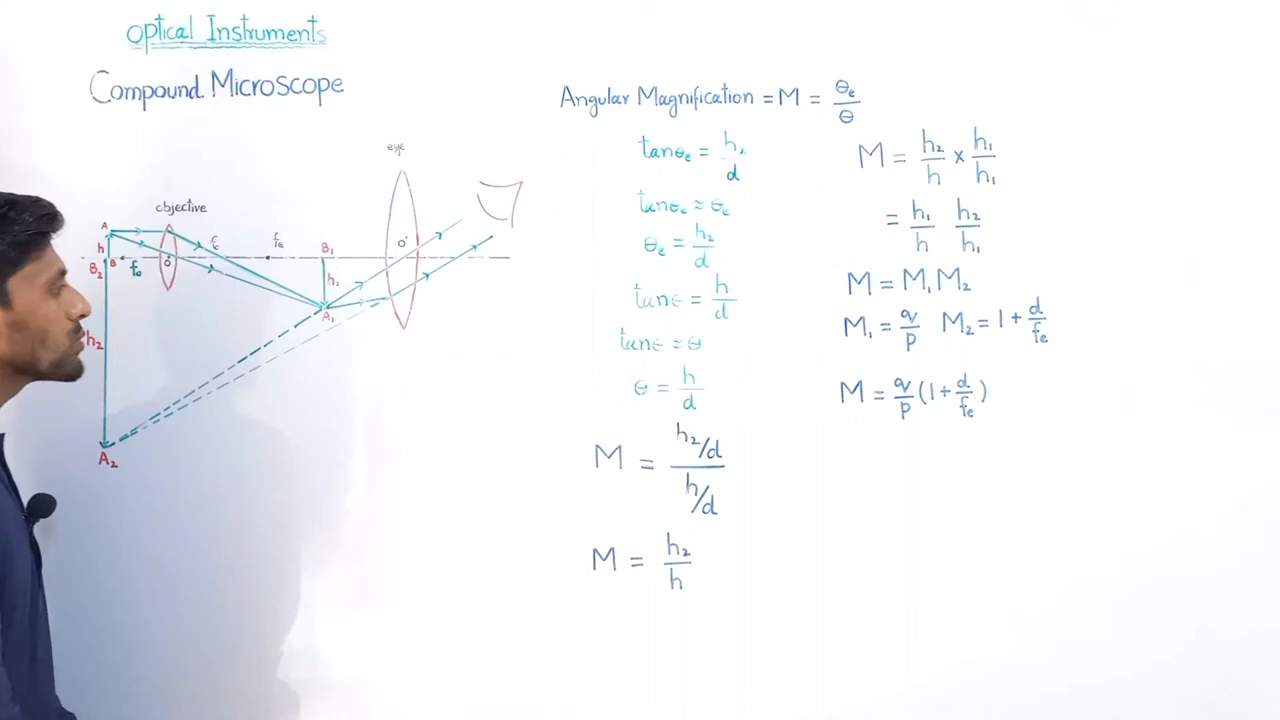 Optical Instruments
Compound Microscope
eye
objective
A
h
B₂ B
fₒ
O
fₑ
B₁
h₁
A₁
O'
h₂
A₂
Angular Magnification = M = θₑ/θ
tanθₑ = h₂/d
tanθₑ ≈ θₑ
θₑ = h₂/d
tanθ = h/d
tanθ ≈ θ
θ = h/d
M = (h₂/d)/(h/d)
M = h₂/h
M = h₂/h × h₁/h₁
= h₁/h h₂/h₁
M = M₁M₂
M₁ = q/p M₂ = 1 + d/fₑ
M = q/p (1 + d/fₑ)